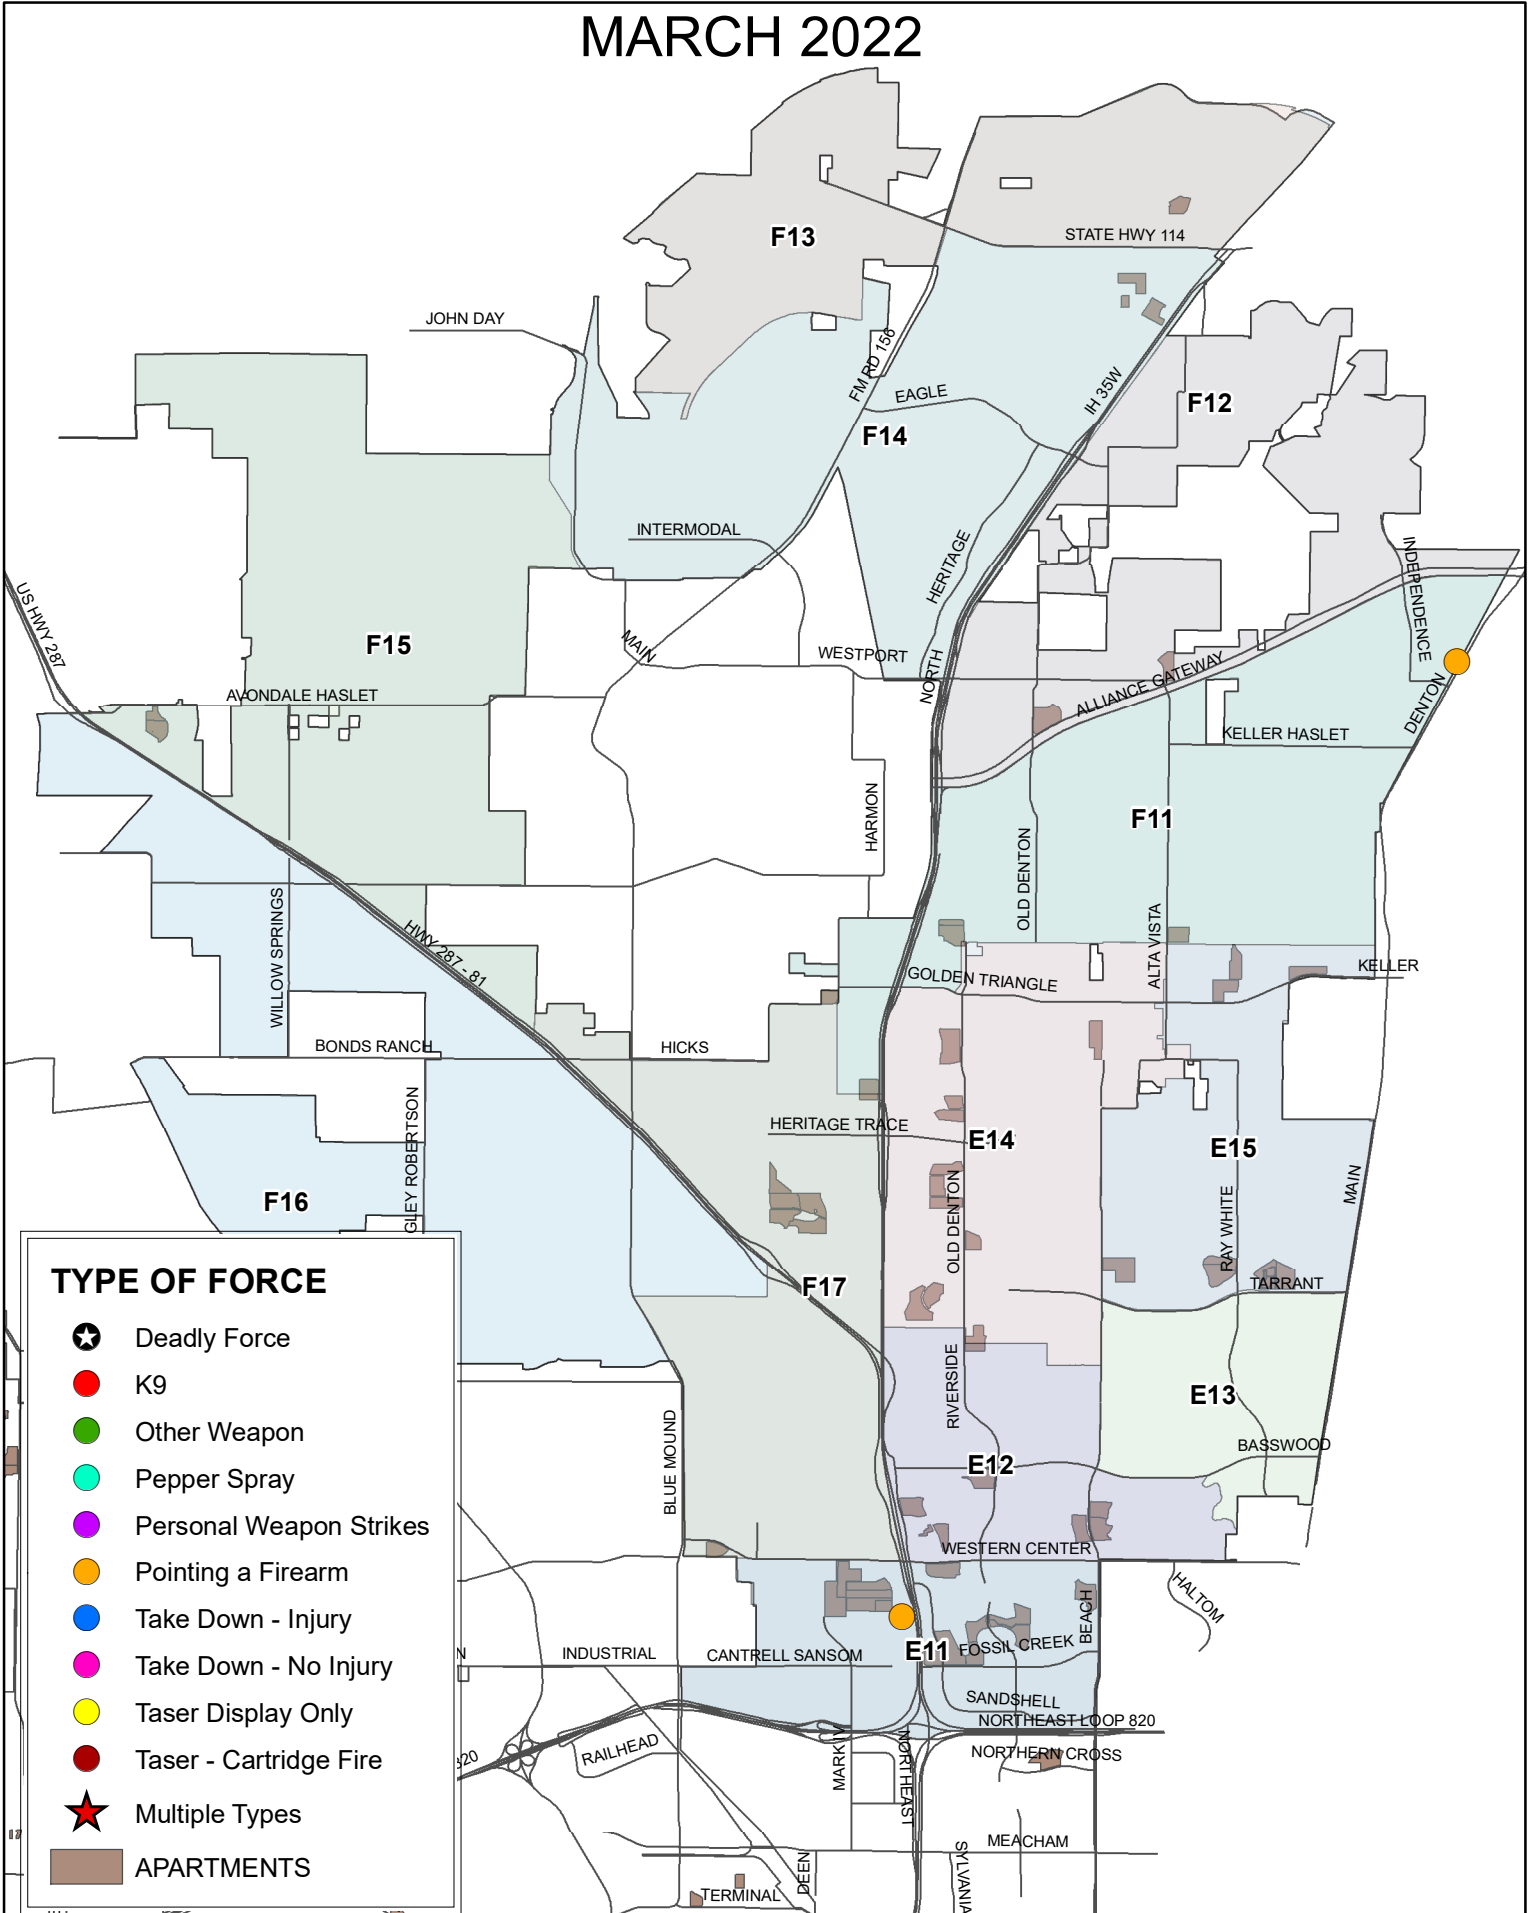 MARCH 2022
F13
STATE HWY 114
JOHN DAY
FM RD 156
EAGLE
IH 35W
F12
F14
INTERMODAL
HERITAGE
INDEPENDENCE
US HWY 287
F15
MAIN
WESTPORT
NORTH
ALLIANCE GATEWAY
AVONDALE HASLET
DENTON
KELLER HASLET
HARMON
F11
OLD DENTON
WILLOW SPRINGS
HWY 287 - 81
ALTA VISTA
KELLER
GOLDEN TRIANGLE
BONDS RANCH
HICKS
GLEY ROBERTSON
HERITAGE TRACE
E14
E15
MAIN
F16
OLD DENTON
RAY WHITE
F17
TARRANT
TYPE OF FORCE
Deadly Force
K9
Other Weapon
Pepper Spray
Personal Weapon Strikes
Pointing a Firearm
Take Down - Injury
Take Down - No Injury
Taser Display Only
Taser - Cartridge Fire
Multiple Types
APARTMENTS
RIVERSIDE
E13
BLUE MOUND
BASSWOOD
E12
WESTERN CENTER
HALTOM
BEACH
E11
FOSSIL CREEK
N
INDUSTRIAL
CANTRELL SANSOM
SANDSHELL
NORTHEAST LOOP 820
820
RAILHEAD
MARK IV
NORTHEAST
NORTHERN CROSS
MEACHAM
DEEN
SYLVANIA
TERMINAL